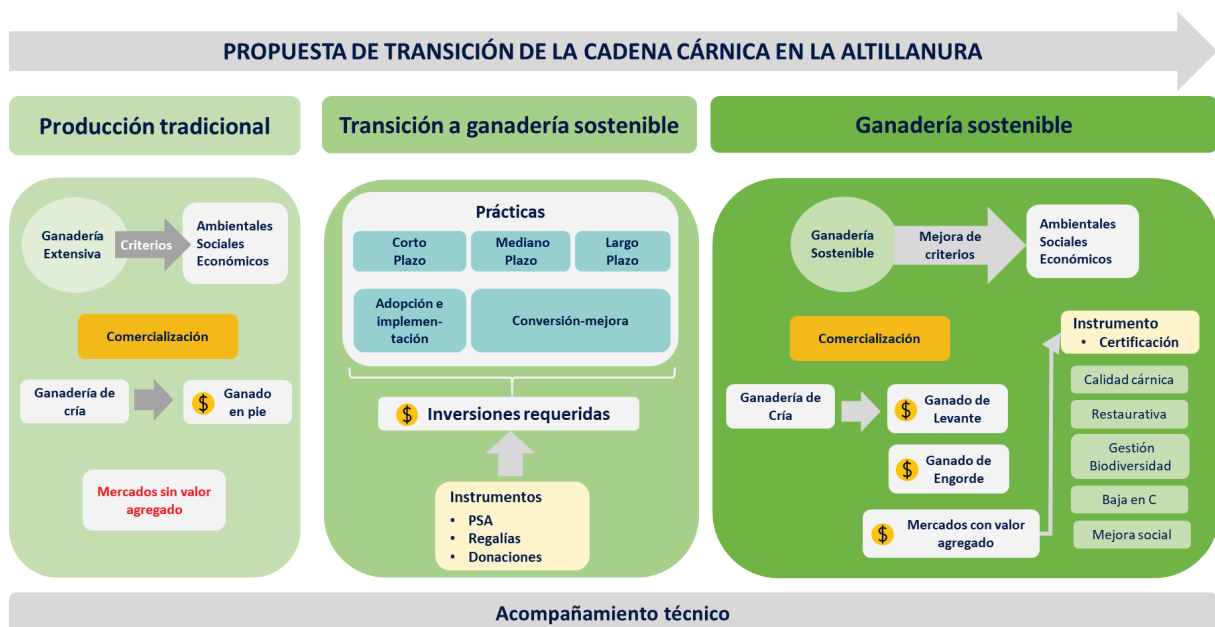 PROPUESTA DE TRANSICIÓN DE LA CADENA CÁRNICA EN LA ALTILLANURA
Producción tradicional
Ganadería
Extensiva
Criterios
Ambientales
Sociales
Económicos
Comercialización
Ganadería de
cría
$
Ganado
en pie
Mercados sin valor
agregado
Transición a ganadería sostenible
Prácticas
Corto
Plazo
Mediano
Plazo
Largo
Plazo
Adopción e
implemen-
tación
Conversión-mejora
$
Inversiones requeridas
Instrumentos
• PSA
• Regalías
• Donaciones
Ganadería sostenible
Ganadería
Sostenible
Mejora de
criterios
Ambientales
Sociales
Económicos
Comercialización
Ganadería de
Cría
$
Ganado de
Levante
$
Ganado de
Engorde
$
Mercados con valor
agregado
Instrumento
• Certificación
Calidad cárnica
Restaurativa
Gestión
Biodiversidad
Baja en C
Mejora social
Acompañamiento técnico